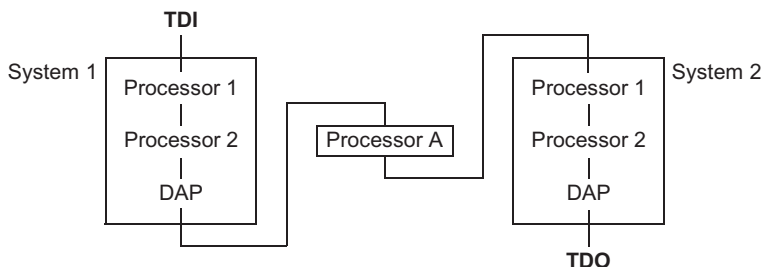 TDI
System 1
Processor 1
Processor 2
DAP
Processor A
System 2
Processor 1
Processor 2
DAP
TDO